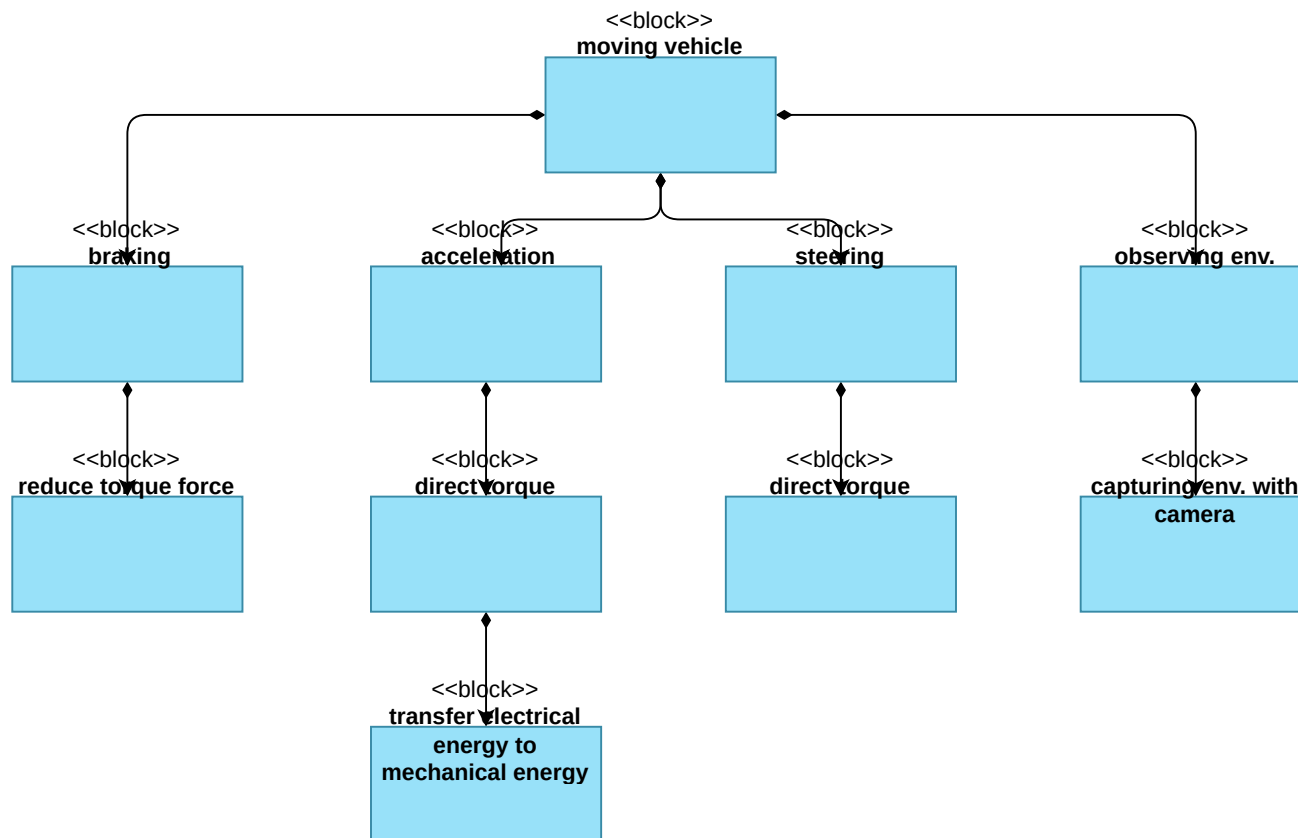 <<block>>
moving vehicle
<<block>>
braking
<<block>>
acceleration
<<block>>
steering
<<block>>
observing env.
<<block>>
reduce torque force
<<block>>
direct torque
<<block>>
direct torque
<<block>>
capturing env. with
camera
<<block>>
transfer electrical
energy to
mechanical energy